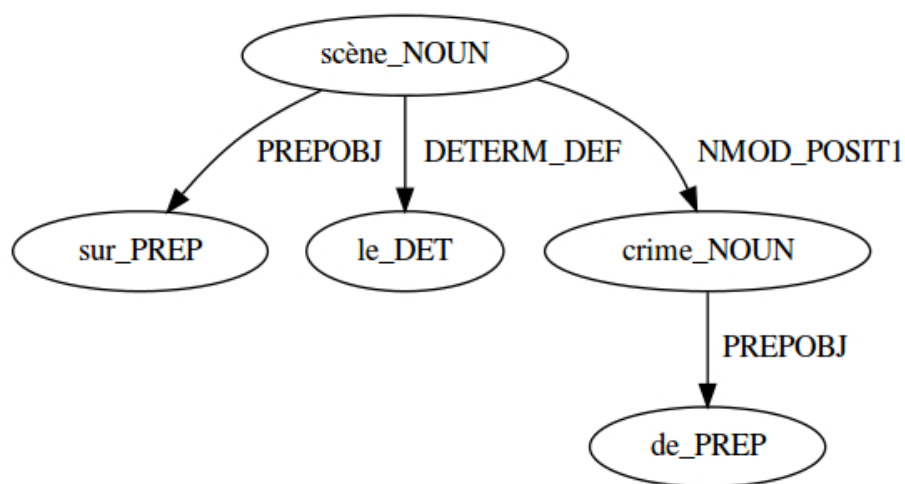 scène_NOUN
PREPOBJ DETERM_DEF NMOD_POSIT1
sur_PREP le_DET crime_NOUN
PREPOBJ
de_PREP